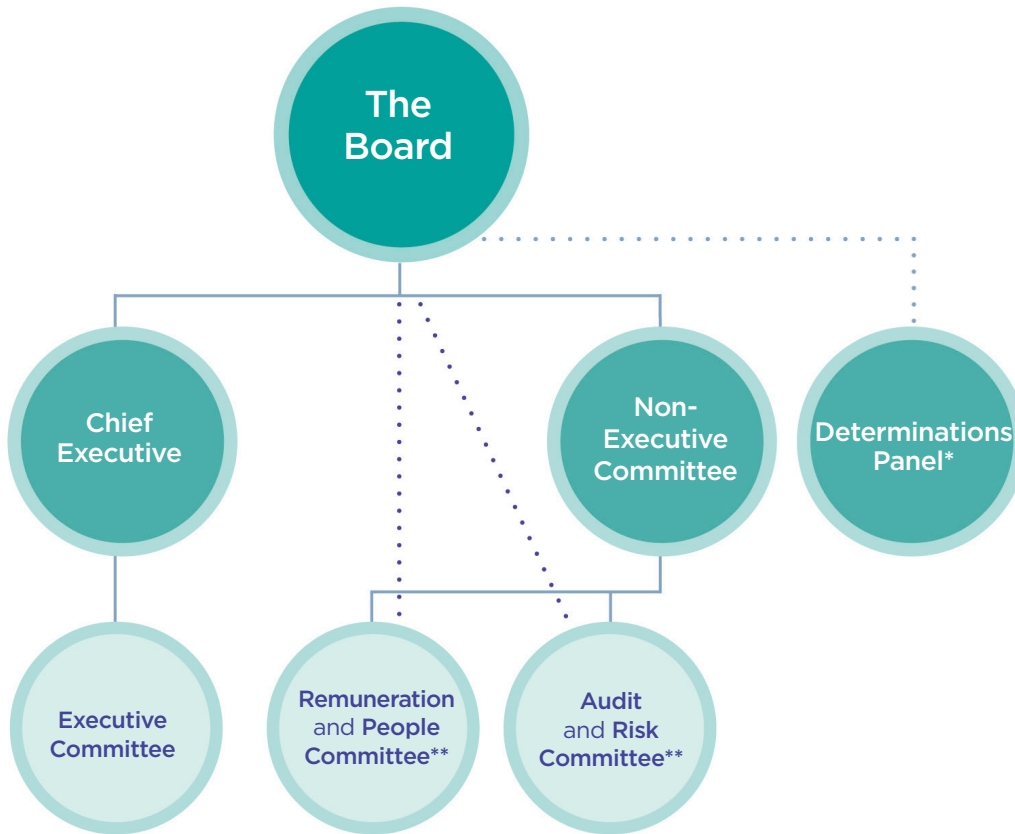 The
Board
Chief
Executive
Non-
Executive
Committee
Determinations
Panel*
Executive
Committee
Remuneration
and People
Committee**
Audit
and Risk
Committee**